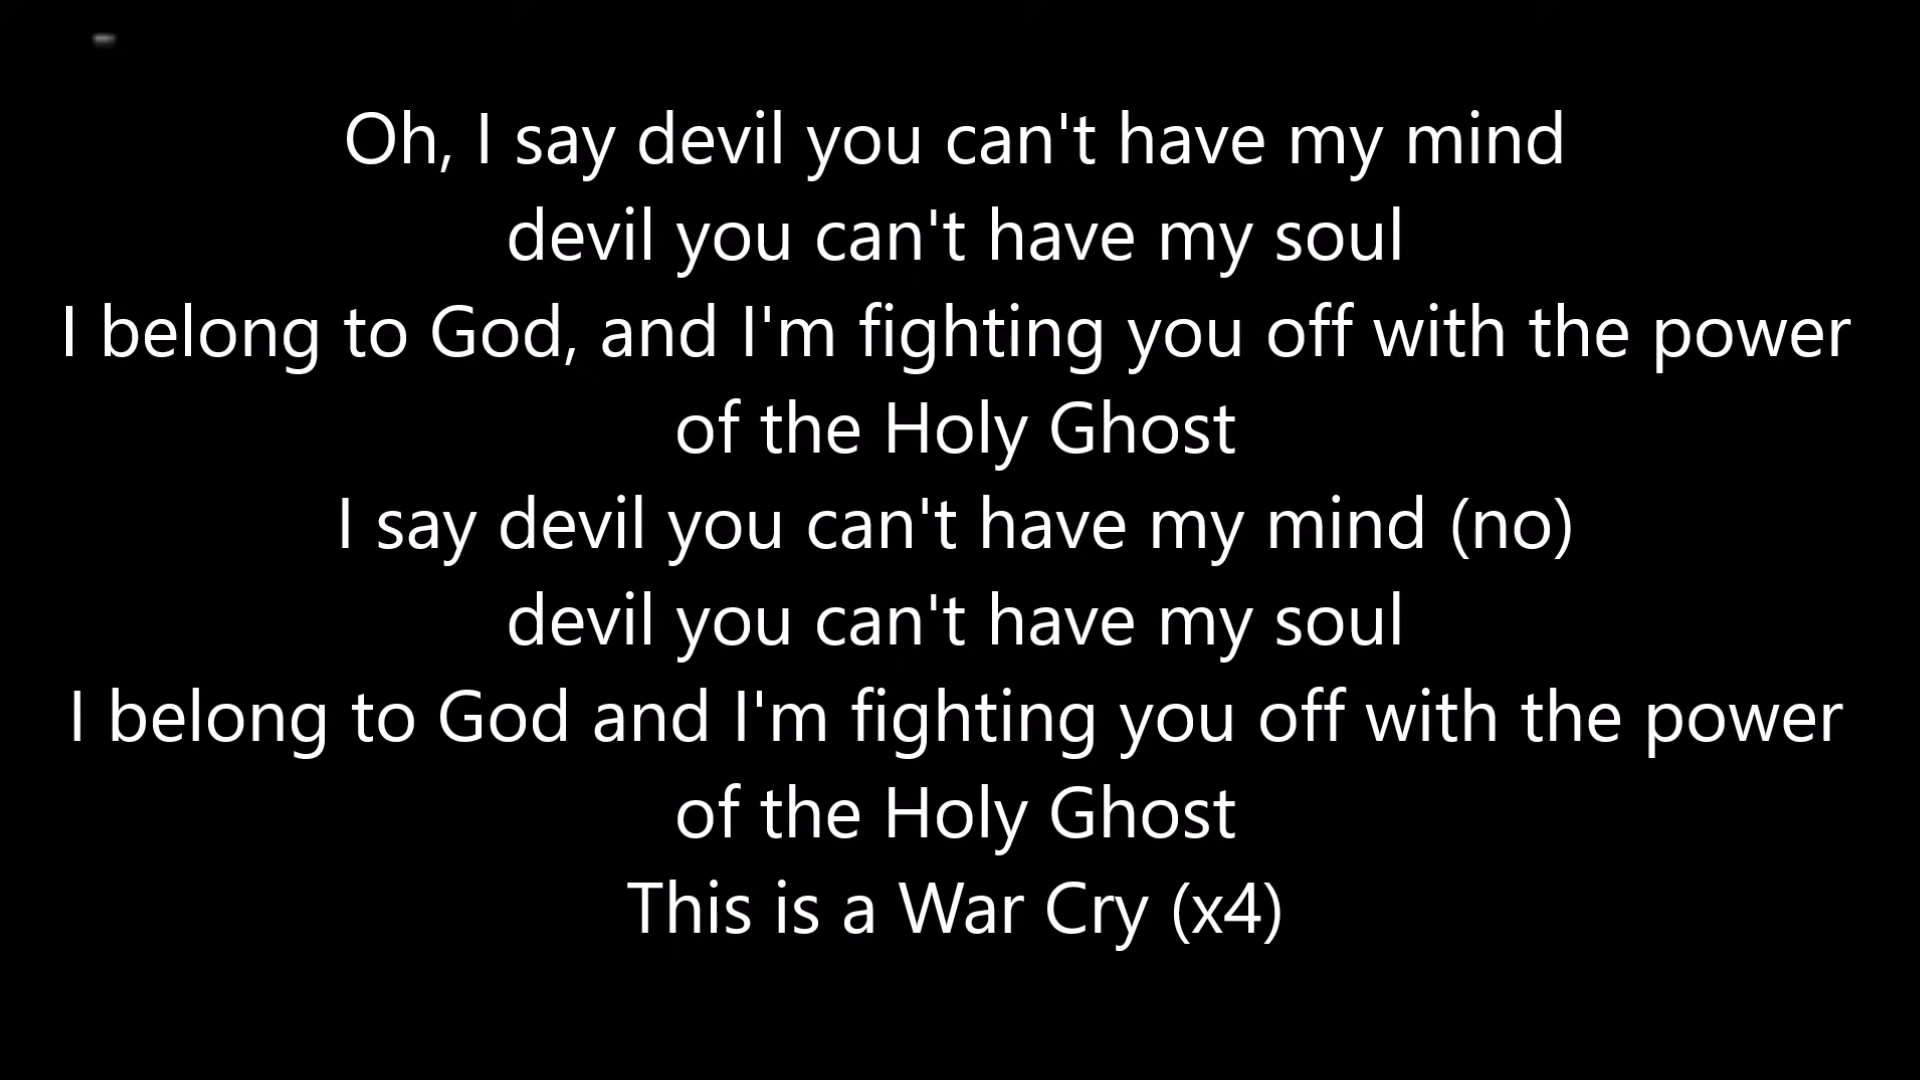 Oh, I say devil you can't have my mind
devil you can't have my soul
I belong to God, and I'm fighting you off with the power
of the Holy Ghost
I say devil you can't have my mind (no)
devil you can't have my soul
I belong to God and I'm fighting you off with the power
of the Holy Ghost
This is a War Cry (x4)